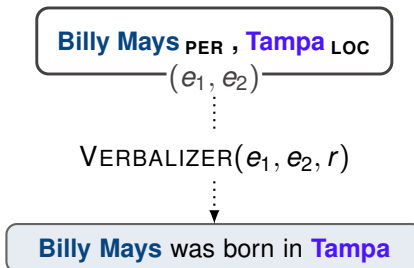 Billy Mays PER , Tampa LOC
(e1, e2)
VERBALIZER(e1, e2, r)
Billy Mays was born in Tampa